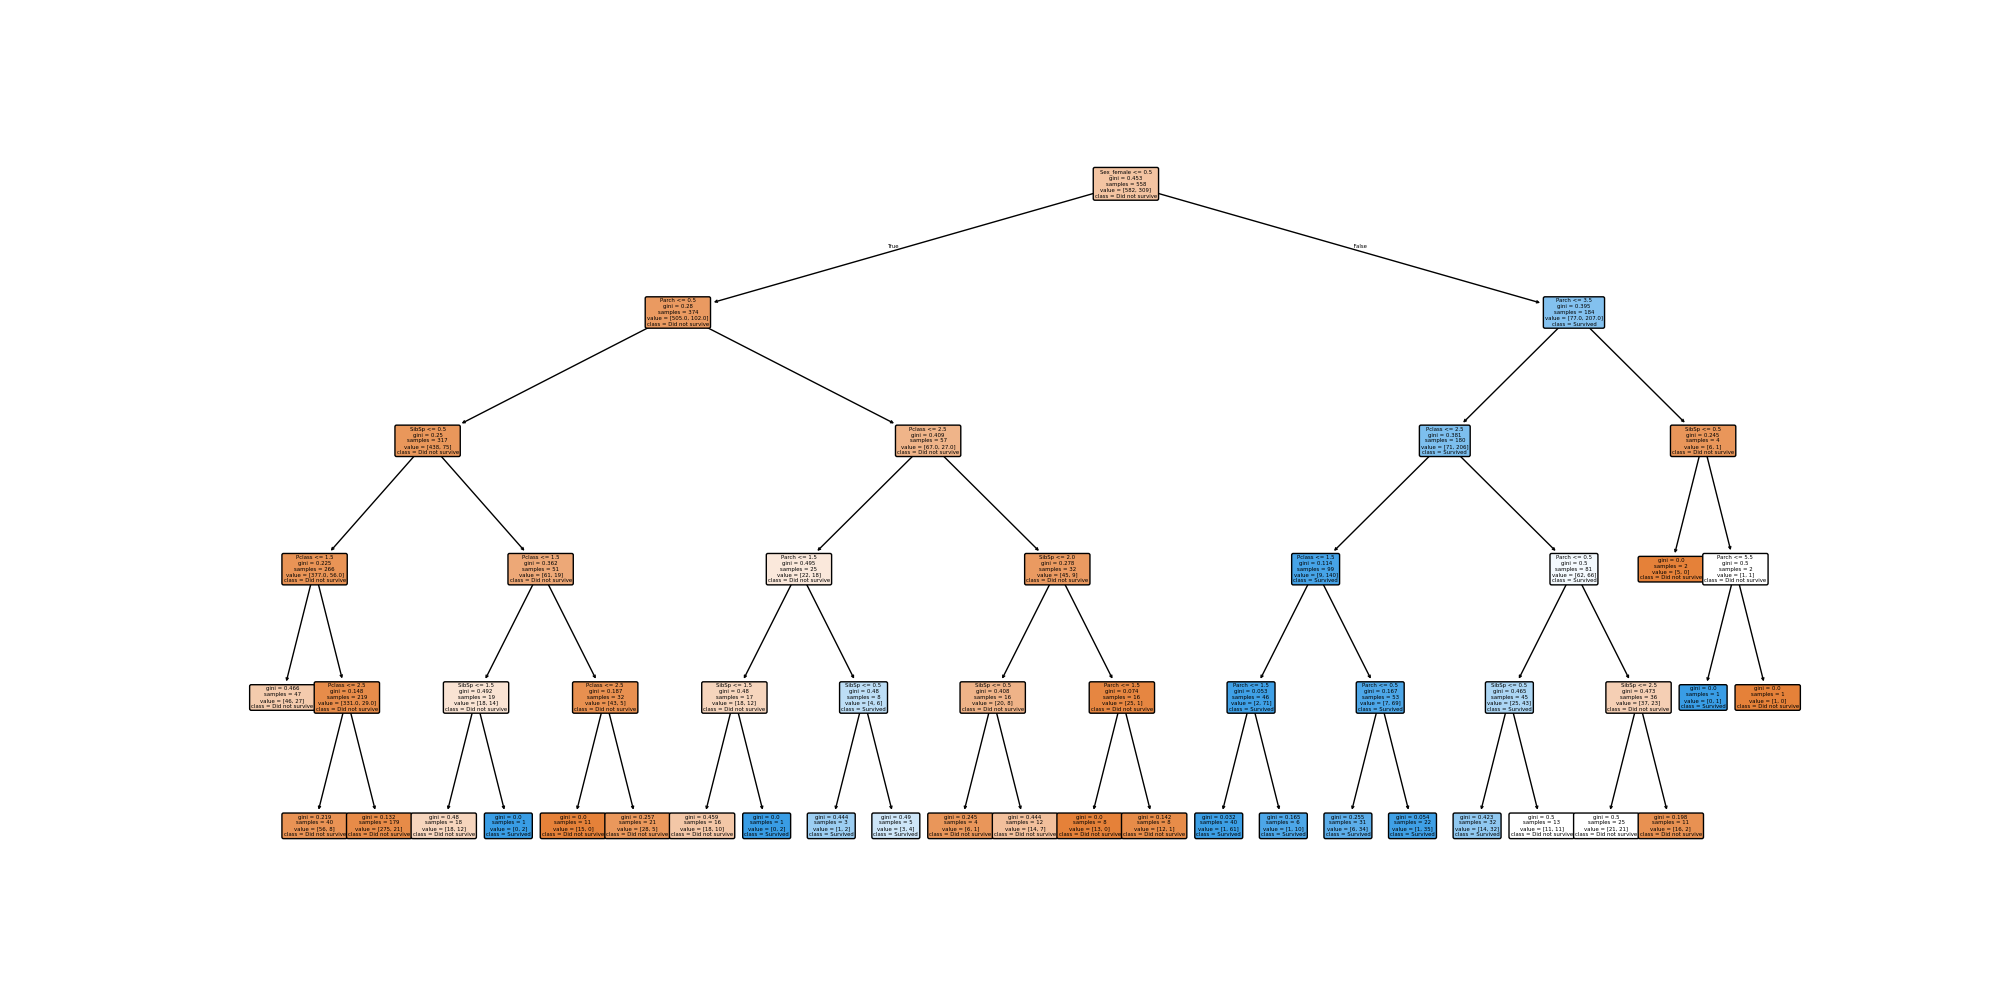 Sex_female <= 0.5
gini = 0.453
samples = 558
value = [582, 309]
class = Did not survive
True
False
Parch <= 0.5
gini = 0.28
samples = 374
value = [505.0, 102.0]
class = Did not survive
Parch <= 3.5
gini = 0.395
samples = 184
value = [77.0, 207.0]
class = Survived
SibSp <= 0.5
gini = 0.25
samples = 317
value = [438, 75]
class = Did not survive
Pclass <= 2.5
gini = 0.409
samples = 57
value = [67.0, 27.0]
class = Did not survive
Pclass <= 2.5
gini = 0.381
samples = 180
value = [71, 206]
class = Survived
SibSp <= 0.5
gini = 0.245
samples = 4
value = [6, 1]
class = Did not survive
Pclass <= 1.5
gini = 0.225
samples = 266
value = [377.0, 56.0]
class = Did not survive
Pclass <= 1.5
gini = 0.362
samples = 51
value = [61, 19]
class = Did not survive
Parch <= 1.5
gini = 0.495
samples = 25
value = [22, 18]
class = Did not survive
SibSp <= 2.0
gini = 0.278
samples = 32
value = [45, 9]
class = Did not survive
Pclass <= 1.5
gini = 0.114
samples = 99
value = [9, 140]
class = Survived
Parch <= 0.5
gini = 0.5
samples = 81
value = [62, 66]
class = Survived
gini = 0.0
samples = 2
value = [5, 0]
class = Did not survive
Parch <= 5.5
gini = 0.5
samples = 2
value = [1, 1]
class = Did not survive
gini = 0.466
samples = 47
value = [46, 27]
class = Did not survive
Pclass <= 2.5
gini = 0.148
samples = 219
value = [331.0, 29.0]
class = Did not survive
SibSp <= 1.5
gini = 0.492
samples = 19
value = [18, 14]
class = Did not survive
Pclass <= 2.5
gini = 0.187
samples = 32
value = [43, 5]
class = Did not survive
SibSp <= 1.5
gini = 0.48
samples = 17
value = [18, 12]
class = Did not survive
SibSp <= 0.5
gini = 0.48
samples = 8
value = [4, 6]
class = Survived
SibSp <= 0.5
gini = 0.408
samples = 16
value = [20, 8]
class = Did not survive
Parch <= 1.5
gini = 0.074
samples = 16
value = [25, 1]
class = Did not survive
Parch <= 1.5
gini = 0.053
samples = 46
value = [2, 71]
class = Survived
Parch <= 0.5
gini = 0.167
samples = 53
value = [7, 69]
class = Survived
SibSp <= 0.5
gini = 0.465
samples = 45
value = [25, 43]
class = Survived
SibSp <= 2.5
gini = 0.473
samples = 36
value = [37, 23]
class = Did not survive
gini = 0.0
samples = 1
value = [0, 1]
class = Survived
gini = 0.0
samples = 1
value = [1, 0]
class = Did not survive
gini = 0.219
samples = 40
value = [56, 8]
class = Did not survive
gini = 0.132
samples = 179
value = [275, 21]
class = Did not survive
gini = 0.48
samples = 18
value = [18, 12]
class = Did not survive
gini = 0.0
samples = 1
value = [0, 2]
class = Survived
gini = 0.0
samples = 11
value = [15, 0]
class = Did not survive
gini = 0.257
samples = 21
value = [28, 5]
class = Did not survive
gini = 0.459
samples = 16
value = [18, 10]
class = Did not survive
gini = 0.0
samples = 1
value = [0, 2]
class = Survived
gini = 0.444
samples = 3
value = [1, 2]
class = Survived
gini = 0.49
samples = 5
value = [3, 4]
class = Survived
gini = 0.245
samples = 4
value = [6, 1]
class = Did not survive
gini = 0.444
samples = 12
value = [14, 7]
class = Did not survive
gini = 0.0
samples = 8
value = [13, 0]
class = Did not survive
gini = 0.142
samples = 8
value = [12, 1]
class = Did not survive
gini = 0.032
samples = 40
value = [1, 61]
class = Survived
gini = 0.165
samples = 6
value = [1, 10]
class = Survived
gini = 0.255
samples = 31
value = [6, 34]
class = Survived
gini = 0.054
samples = 22
value = [1, 35]
class = Survived
gini = 0.423
samples = 32
value = [14, 32]
class = Survived
gini = 0.5
samples = 13
value = [11, 11]
class = Did not survive
gini = 0.5
samples = 25
value = [21, 21]
class = Did not survive
gini = 0.198
samples = 11
value = [16, 2]
class = Did not survive